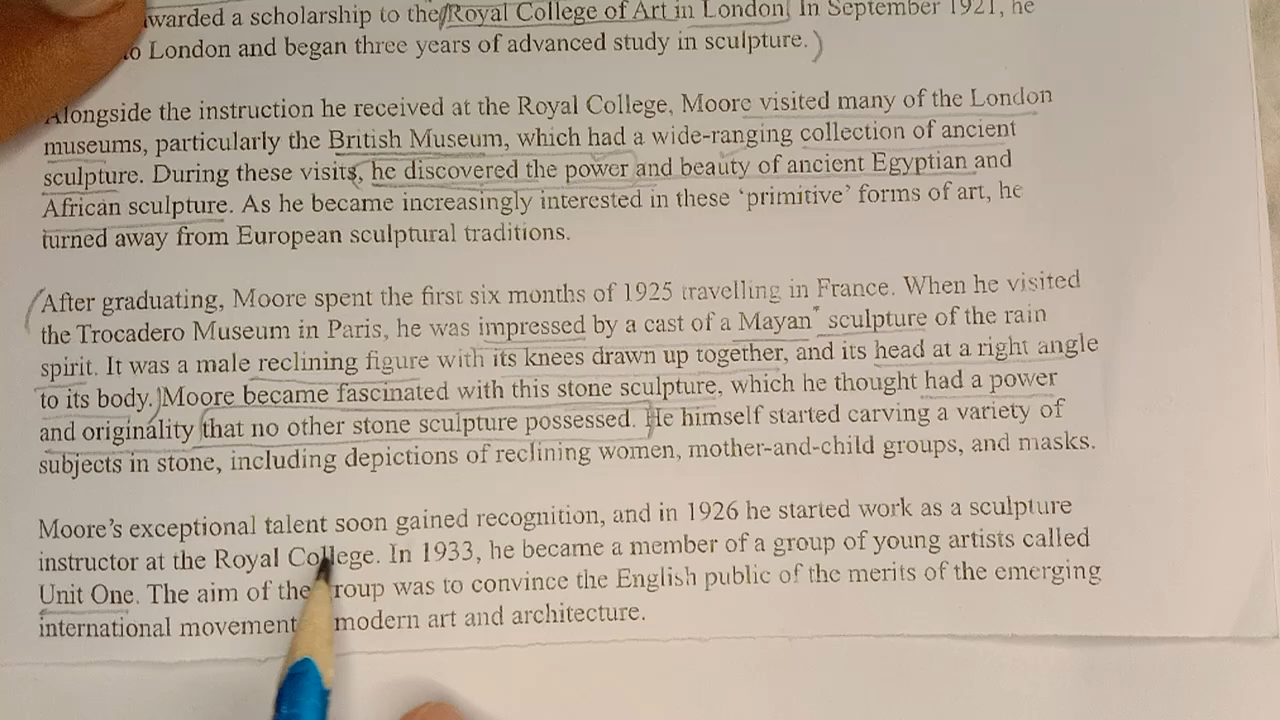 warded a scholarship to the Royal College of Art in London. In September 1921, he
to London and began three years of advanced study in sculpture.
Alongside the instruction he received at the Royal College, Moore visited many of the London
museums, particularly the British Museum, which had a wide-ranging collection of ancient
sculpture. During these visits, he discovered the power and beauty of ancient Egyptian and
African sculpture. As he became increasingly interested in these ‘primitive’ forms of art, he
turned away from European sculptural traditions.
After graduating, Moore spent the first six months of 1925 travelling in France. When he visited
the Trocadero Museum in Paris, he was impressed by a cast of a Mayan* sculpture of the rain
spirit. It was a male reclining figure with its knees drawn up together, and its head at a right angle
to its body. Moore became fascinated with this stone sculpture, which he thought had a power
and originality that no other stone sculpture possessed. He himself started carving a variety of
subjects in stone, including depictions of reclining women, mother-and-child groups, and masks.
Moore’s exceptional talent soon gained recognition, and in 1926 he started work as a sculpture
instructor at the Royal College. In 1933, he became a member of a group of young artists called
Unit One. The aim of the roup was to convince the English public of the merits of the emerging
international movement modern art and architecture.